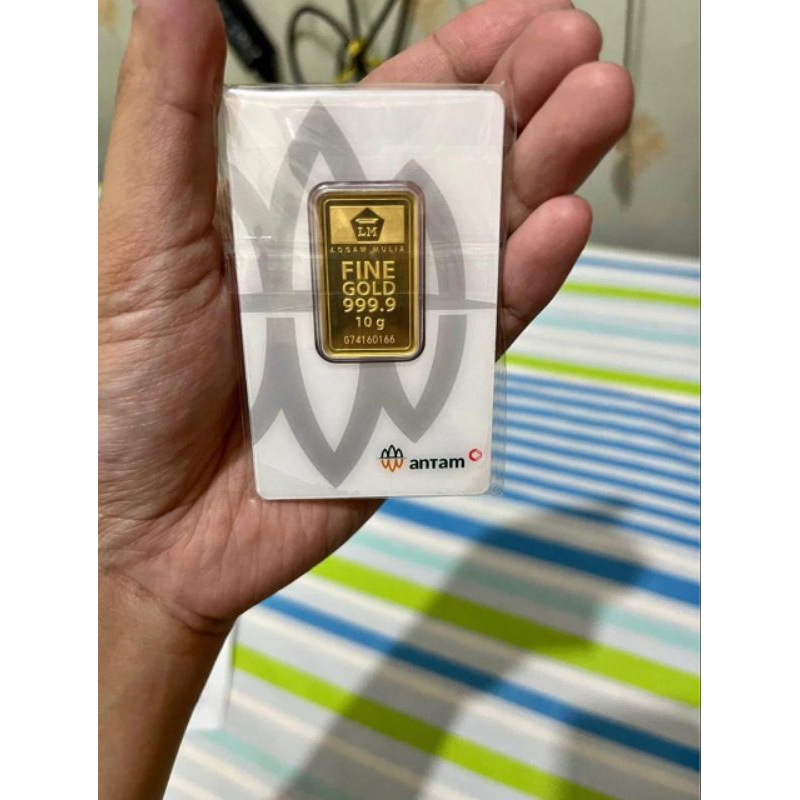 LM
LOGAM MULIA
FINE
GOLD
999.9
10 g
074160166
antam